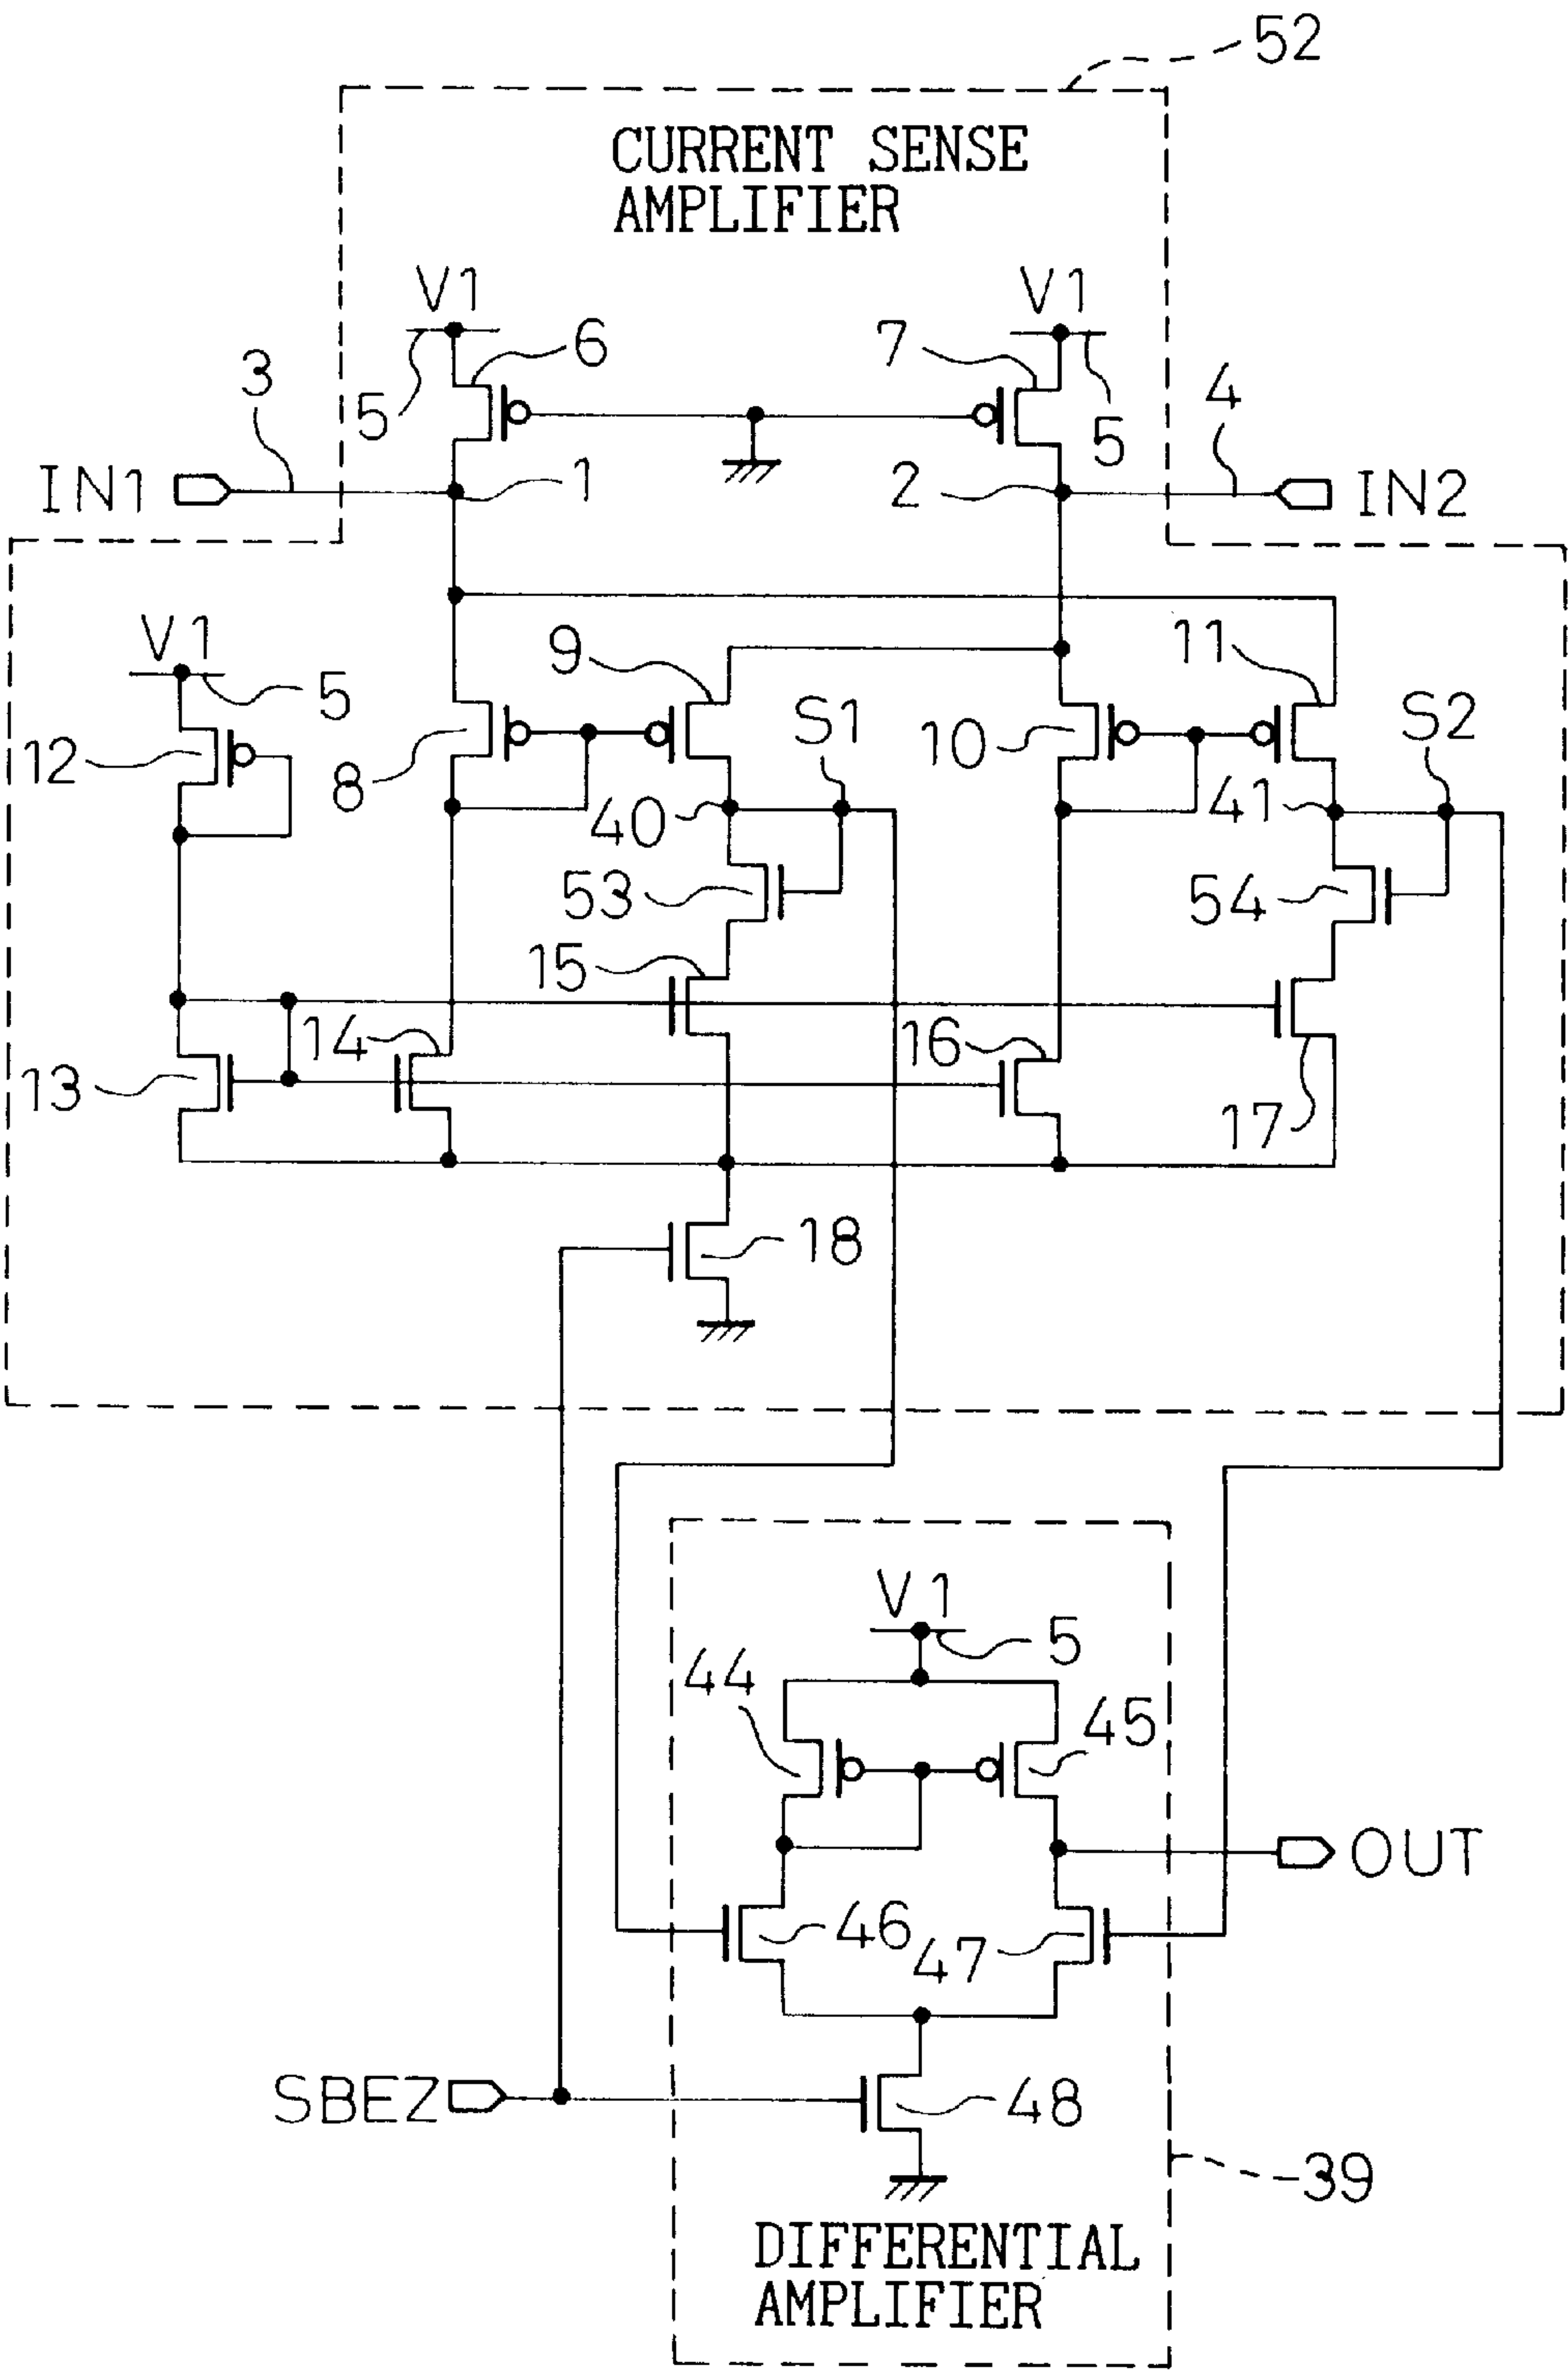 52
CURRENT SENSE
AMPLIFIER
V1
V1
6
7
3
5
5
4
IN1
1
2
IN2
V1
5
9
11
12
8
S1
10
S2
40
41
53
54
15
14
16
13
17
18
V1
5
44
45
OUT
46
47
SBEZ
48
39
DIFFERENTIAL
AMPLIFIER